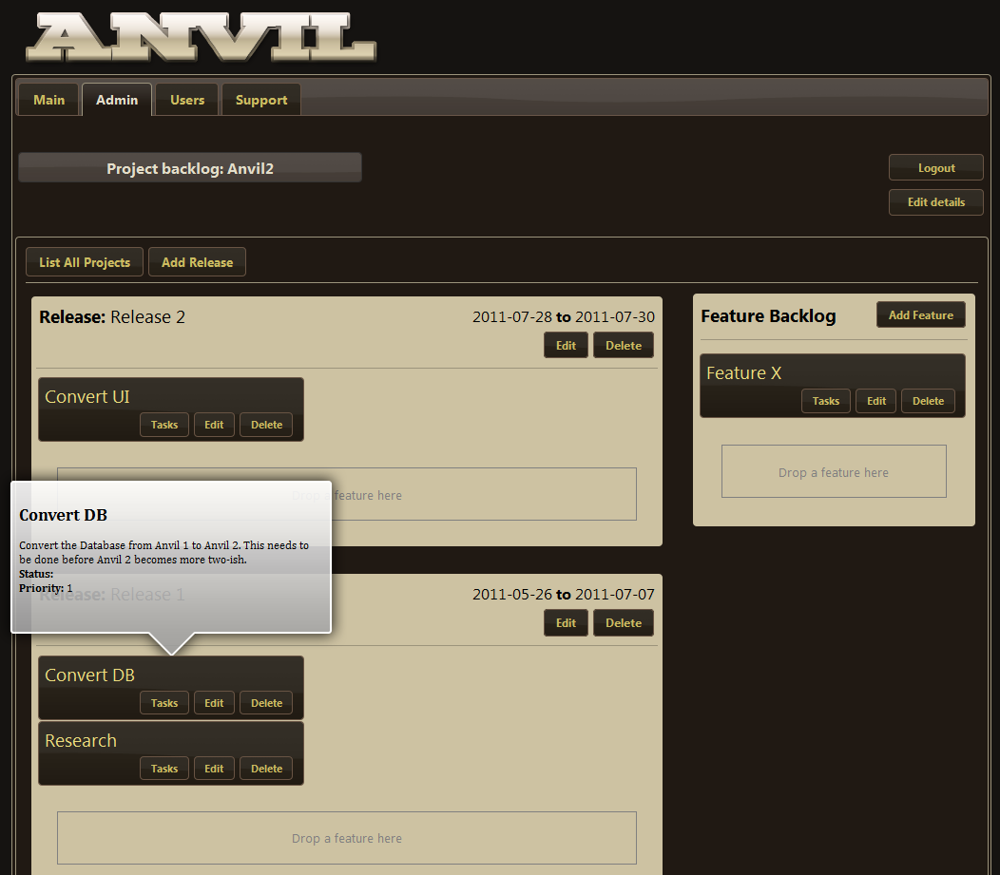 ANVIL
Main Admin Users Support
Project backlog: Anvil2
Logout
Edit details
List All Projects Add Release
Release: Release 2 2011-07-28 to 2011-07-30
Edit Delete
Convert UI
Tasks Edit Delete
Drop a feature here
Convert DB
Convert the Database from Anvil 1 to Anvil 2. This needs to
be done before Anvil 2 becomes more two-ish.
Status:
Priority: 1
Release: Release 1 2011-05-26 to 2011-07-07
Edit Delete
Convert DB
Tasks Edit Delete
Research
Tasks Edit Delete
Drop a feature here
Feature Backlog Add Feature
Feature X
Tasks Edit Delete
Drop a feature here